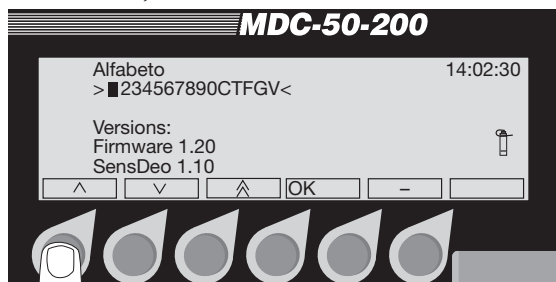 MDC-50-200
Alfabeto 14:02:30
>█234567890CTFGV<
Versions:
Firmware 1.20
SensDeo 1.10
OK –